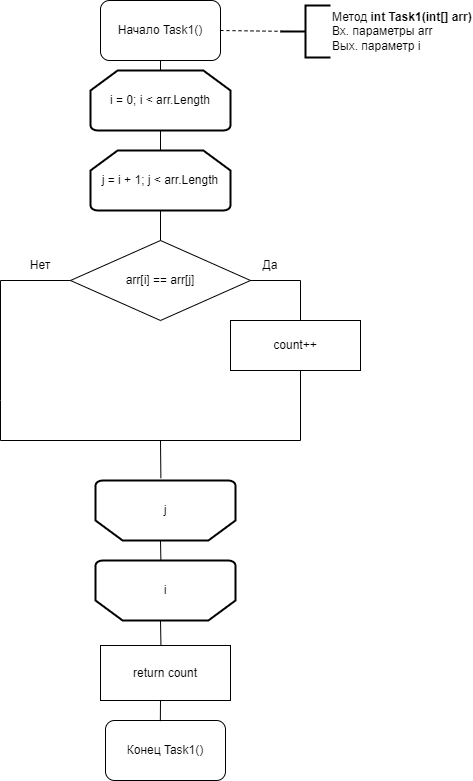 Начало Task1()
Метод int Task1(int[] arr)
Вх. параметры arr
Вых. параметр i
i = 0; i < arr.Length
j = i + 1; j < arr.Length
Нет
Да
arr[i] == arr[j]
count++
j
i
return count
Конец Task1()